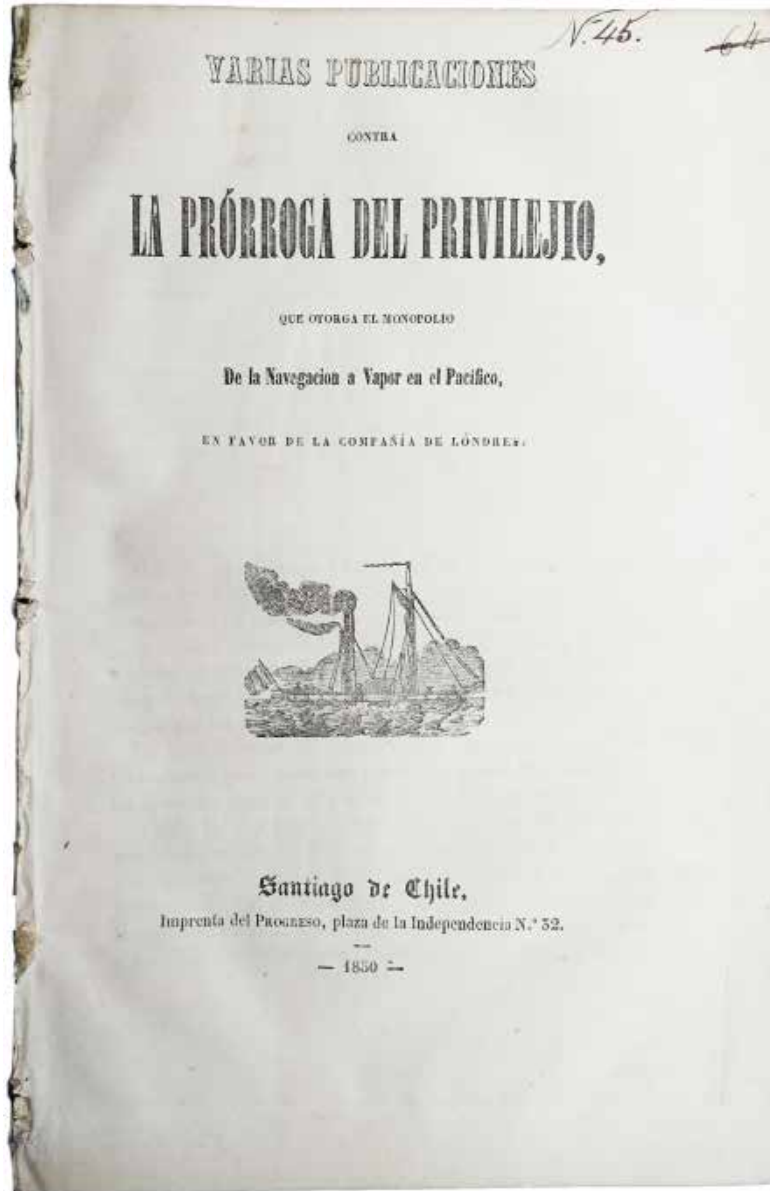 N.º 45. 64
VARIAS PUBLICACIONES
CONTRA
LA PRÓRROGA DEL PRIVILEJIO,
QUE OTORGA EL MONOPOLIO
De la Navegacion a Vapor en el Pacífico,
EN FAVOR DE LA COMPAÑÍA DE LÓNDRES.
Santiago de Chile,
Imprenta del PROGRESO, plaza de la Independencia N.º 32.
— 1850 —